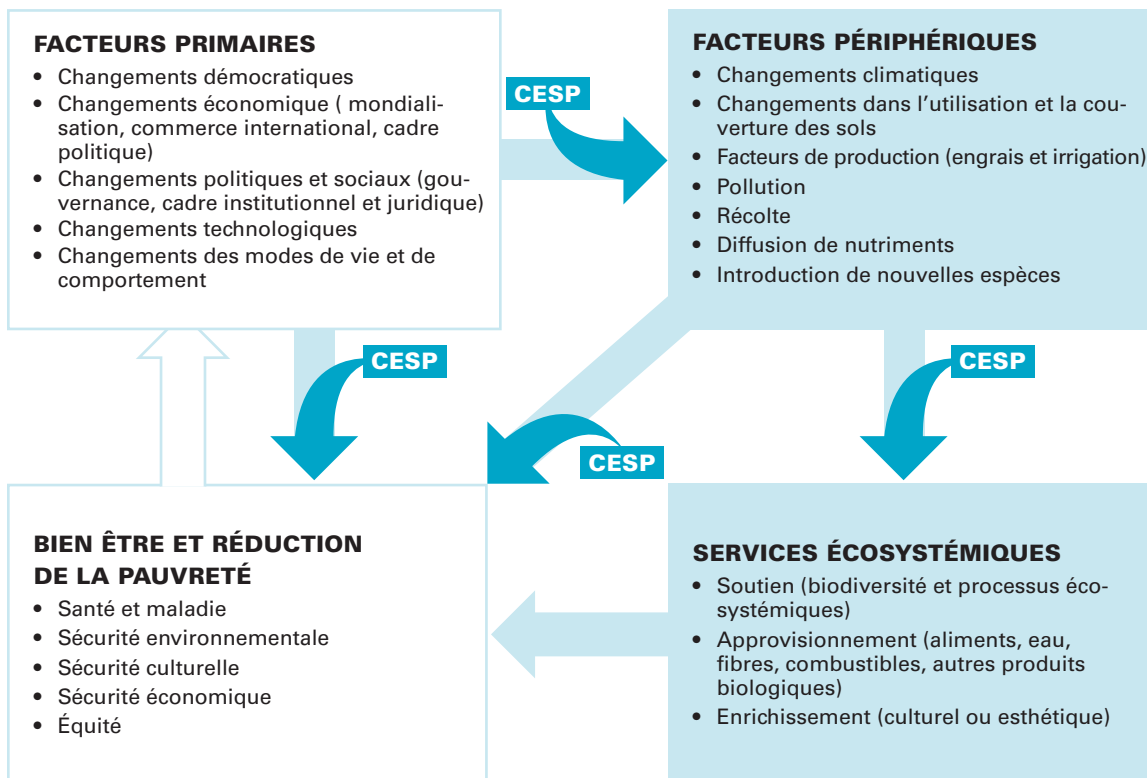 FACTEURS PRIMAIRES
• Changements démocratiques
• Changements économique ( mondiali-
sation, commerce international, cadre
politique)
• Changements politiques et sociaux (gou-
vernance, cadre institutionnel et juridique)
• Changements technologiques
• Changements des modes de vie et de
comportement
CESP
FACTEURS PÉRIPHÉRIQUES
• Changements climatiques
• Changements dans l’utilisation et la cou-
verture des sols
• Facteurs de production (engrais et irrigation)
• Pollution
• Récolte
• Diffusion de nutriments
• Introduction de nouvelles espèces
CESP
CESP
CESP
BIEN ÊTRE ET RÉDUCTION
DE LA PAUVRETÉ
• Santé et maladie
• Sécurité environnementale
• Sécurité culturelle
• Sécurité économique
• Équité
SERVICES ÉCOSYSTÉMIQUES
• Soutien (biodiversité et processus éco-
systémiques)
• Approvisionnement (aliments, eau,
fibres, combustibles, autres produits
biologiques)
• Enrichissement (culturel ou esthétique)